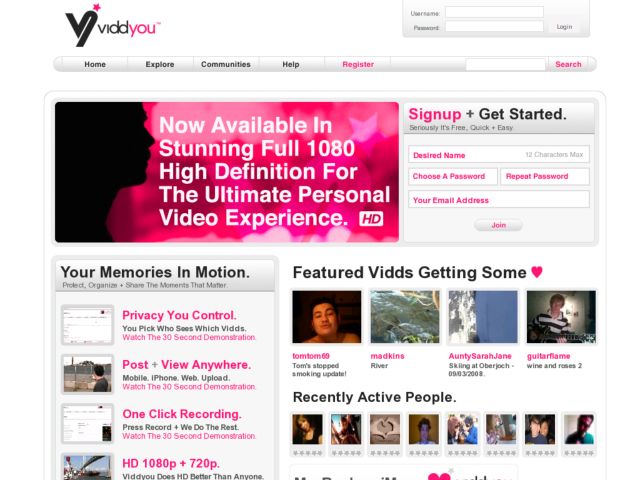 viddyou™
Username:
Password:
Login
Home
Explore
Communities
Help
Register
Search
Now Available In
Stunning Full 1080
High Definition For
The Ultimate Personal
Video Experience. HD
Signup + Get Started.
Seriously It's Free, Quick + Easy.
Desired Name
12 Characters Max
Choose A Password
Repeat Password
Your Email Address
Join
Your Memories In Motion.
Protect, Organize + Share The Moments That Matter.
Privacy You Control.
You Pick Who Sees Which Vidds.
Watch The 30 Second Demonstration.
Post + View Anywhere.
Mobile. iPhone. Web. Upload.
Watch The 30 Second Demonstration.
One Click Recording.
Press Record + We Do The Rest.
Watch The 30 Second Demonstration.
HD 1080p + 720p.
Viddyou Does HD Better Than Anyone.
Featured Vidds Getting Some
tomtom69
Tom's stopped
smoking update!
madkins
River
AuntySarahJane
Skiing at Oberjoch -
09/03/2008.
guitarflame
wine and roses 2
Recently Active People.